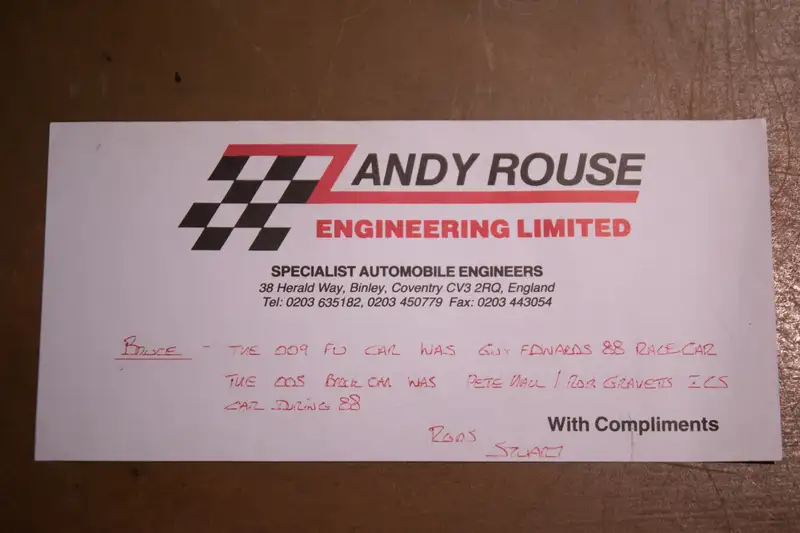 ANDY ROUSE
ENGINEERING LIMITED
SPECIALIST AUTOMOBILE ENGINEERS
38 Herald Way, Binley, Coventry CV3 2RQ, England
Tel: 0203 635182, 0203 450779 Fax: 0203 443054
BRUCE - THE 009 FU CAR WAS GUY EDWARDS 88 RACE CAR
THE 005 BROCK CAR WAS PETE HALL / ROB GRAVETTS ICS
CAR DURING 88
With Compliments
RGDS
STUART